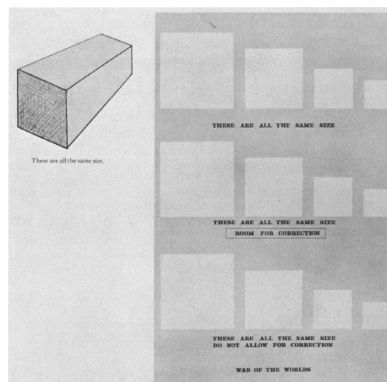 These are all the same size.
THESE ARE ALL THE SAME SIZE
THESE ARE ALL THE SAME SIZE
ROOM FOR CORRECTION
THESE ARE ALL THE SAME SIZE
DO NOT ALLOW FOR CORRECTION
WAR OF THE WORLDS